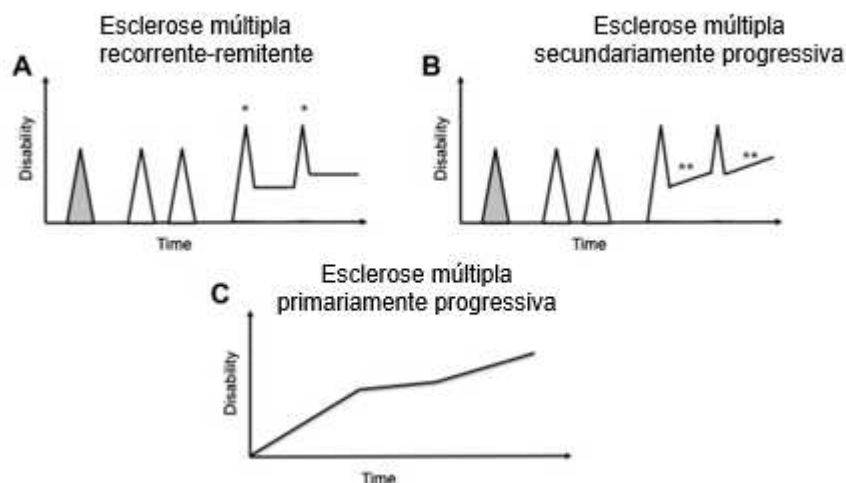 Esclerose múltipla
recorrente-remitente
A
Disability
* *
Time
Esclerose múltipla
secundariamente progressiva
B
Disability
** **
Time
Esclerose múltipla
primariamente progressiva
C
Disability
Time